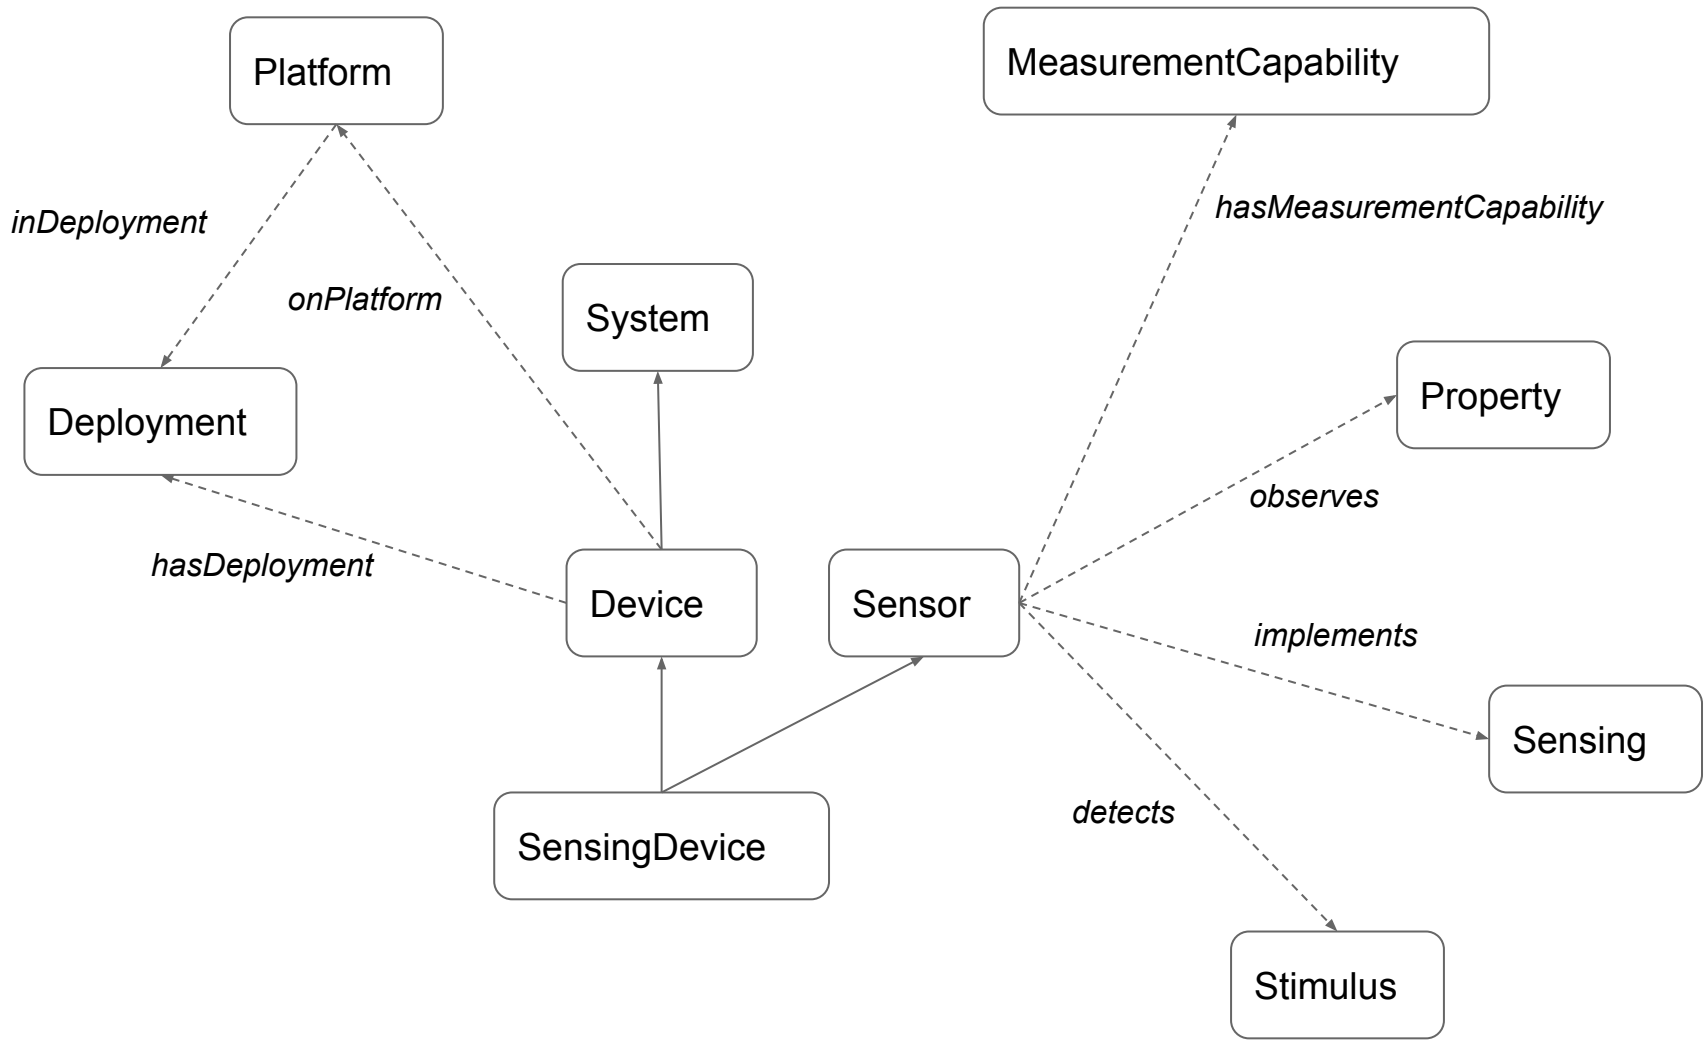 Platform
MeasurementCapability
inDeployment
hasMeasurementCapability
onPlatform
System
Property
Deployment
observes
hasDeployment
Device
Sensor
implements
Sensing
detects
SensingDevice
Stimulus